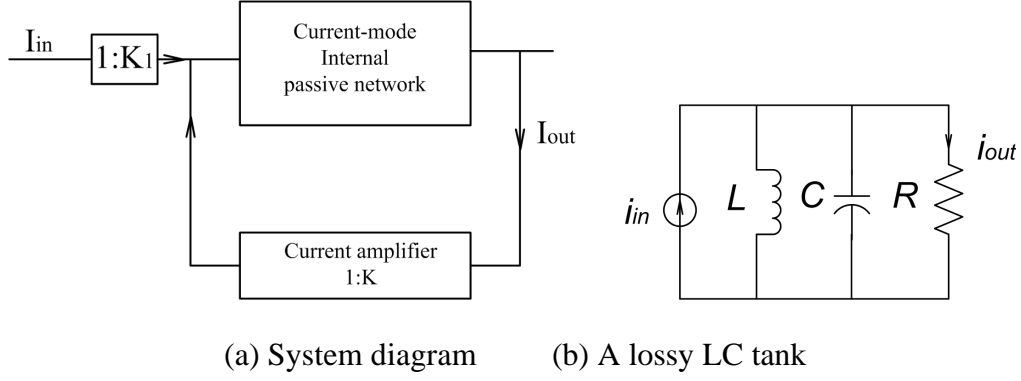 Iin
1:K1
Current-mode
Internal
passive network
Iout
Current amplifier
1:K
iin
L
C
R
iout
(a) System diagram
(b) A lossy LC tank